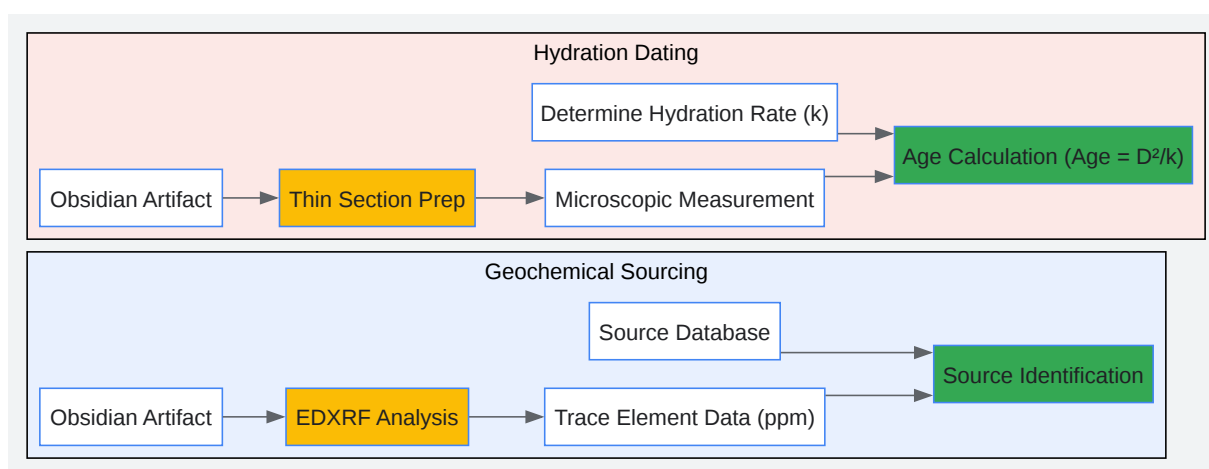 Hydration Dating
Determine Hydration Rate (k)
Age Calculation (Age = D²/k)
Obsidian Artifact
Thin Section Prep
Microscopic Measurement
Geochemical Sourcing
Source Database
Source Identification
Obsidian Artifact
EDXRF Analysis
Trace Element Data (ppm)